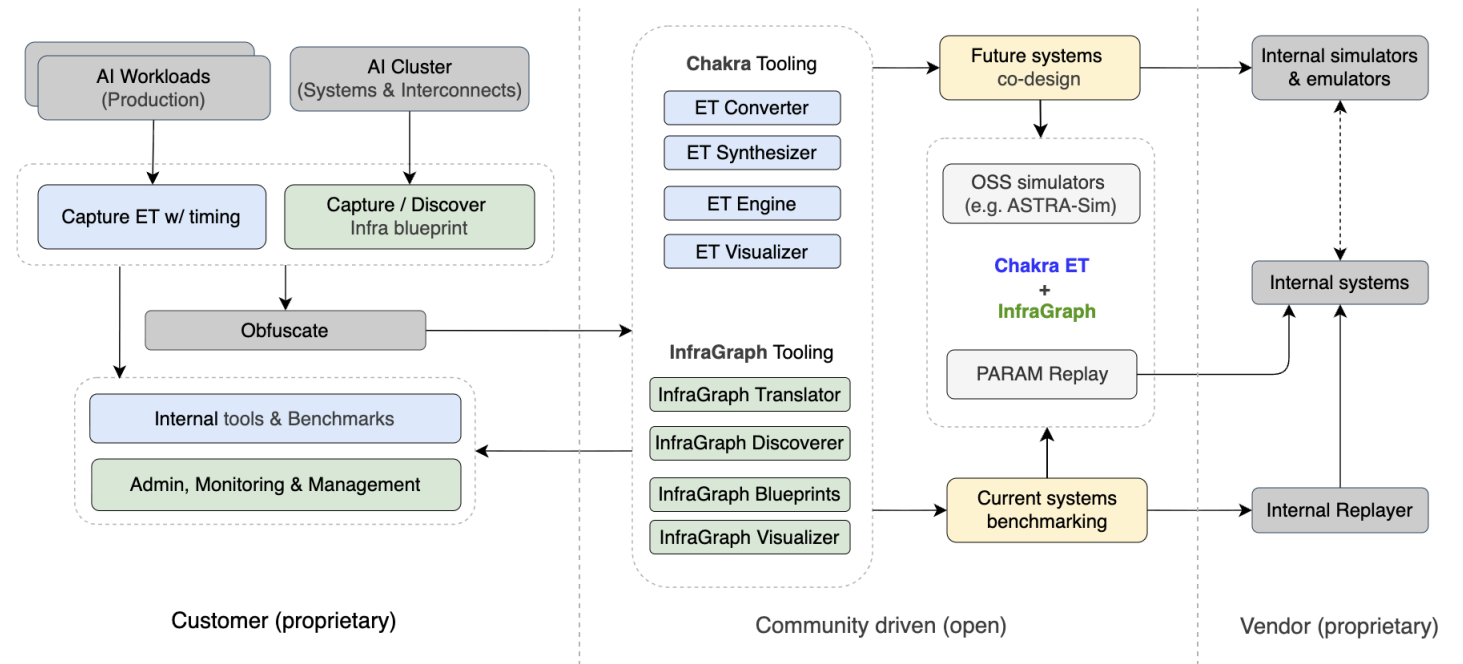 AI Workloads
(Production)
AI Cluster
(Systems & Interconnects)
Capture ET w/ timing
Capture / Discover
Infra blueprint
Obfuscate
Internal tools & Benchmarks
Admin, Monitoring & Management
Customer (proprietary)
Chakra Tooling
ET Converter
ET Synthesizer
ET Engine
ET Visualizer
InfraGraph Tooling
InfraGraph Translator
InfraGraph Discoverer
InfraGraph Blueprints
InfraGraph Visualizer
Future systems
co-design
OSS simulators
(e.g. ASTRA-Sim)
Chakra ET
+
InfraGraph
PARAM Replay
Current systems
benchmarking
Community driven (open)
Internal simulators
& emulators
Internal systems
Internal Replayer
Vendor (proprietary)